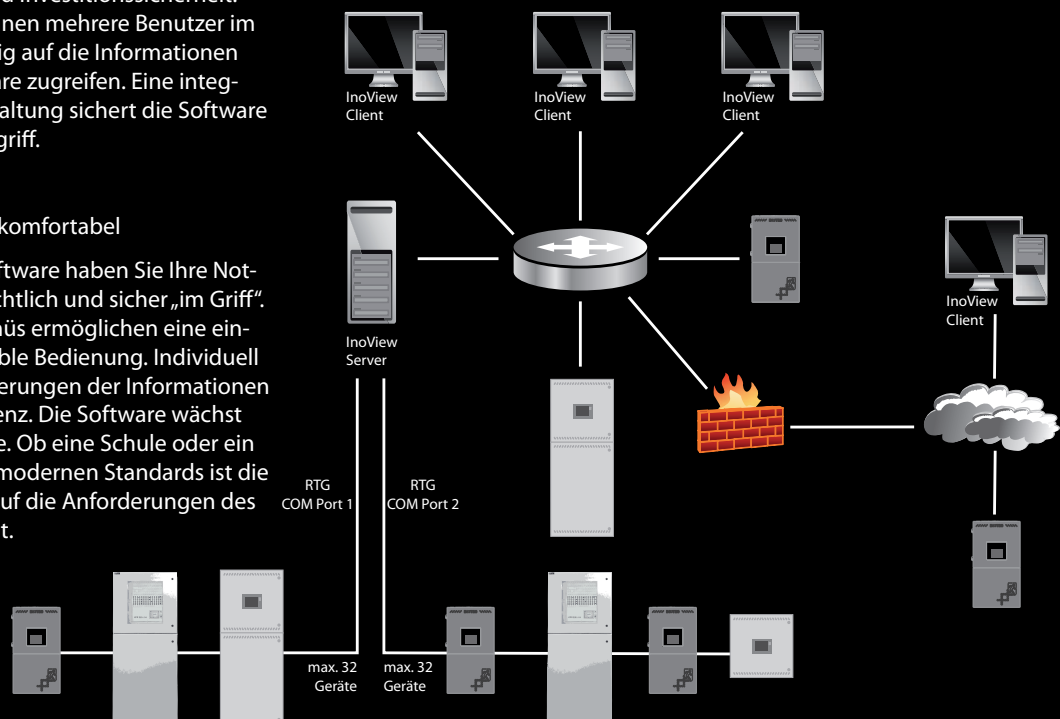 d Investitionssicherheit.
nen mehrere Benutzer im
ig auf die Informationen
are zugreifen. Eine integ-
altung sichert die Software
griff.
komfortabel
ftware haben Sie Ihre Not-
chtlich und sicher „im Griff“.
nüs ermöglichen eine ein-
ble Bedienung. Individuell
erungen der Informationen
enz. Die Software wächst
e. Ob eine Schule oder ein
modernen Standards ist die
uf die Anforderungen des
t.
InoView
Client
InoView
Client
InoView
Client
InoView
Server
InoView
Client
RTG
COM Port 1
RTG
COM Port 2
max. 32
Geräte
max. 32
Geräte